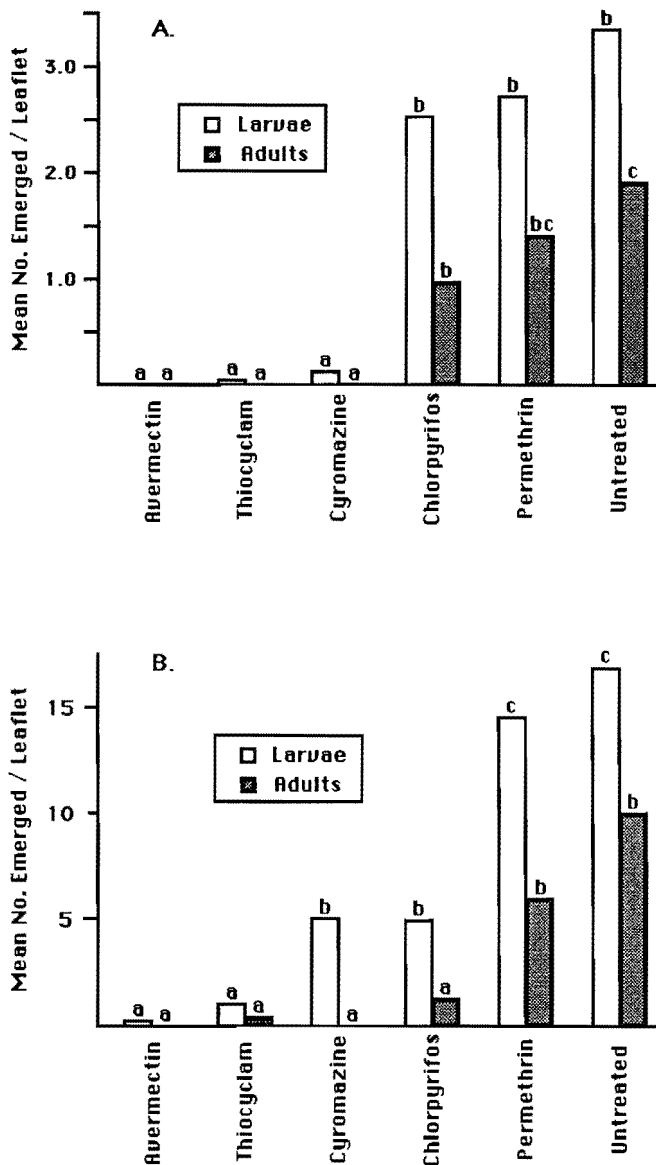 A.
Mean No. Emerged / Leaflet
3.0
2.0
1.0
Larvae
Adults
a a
a a
a a
b b
b bc
b c
Avermectin
Thiocyclam
Cyromazine
Chlorpyrifos
Permethrin
Untreated
B.
Mean No. Emerged / Leaflet
15
10
5
Larvae
Adults
a a
a a
b a
b a
c b
c b
Avermectin
Thiocyclam
Cyromazine
Chlorpyrifos
Permethrin
Untreated